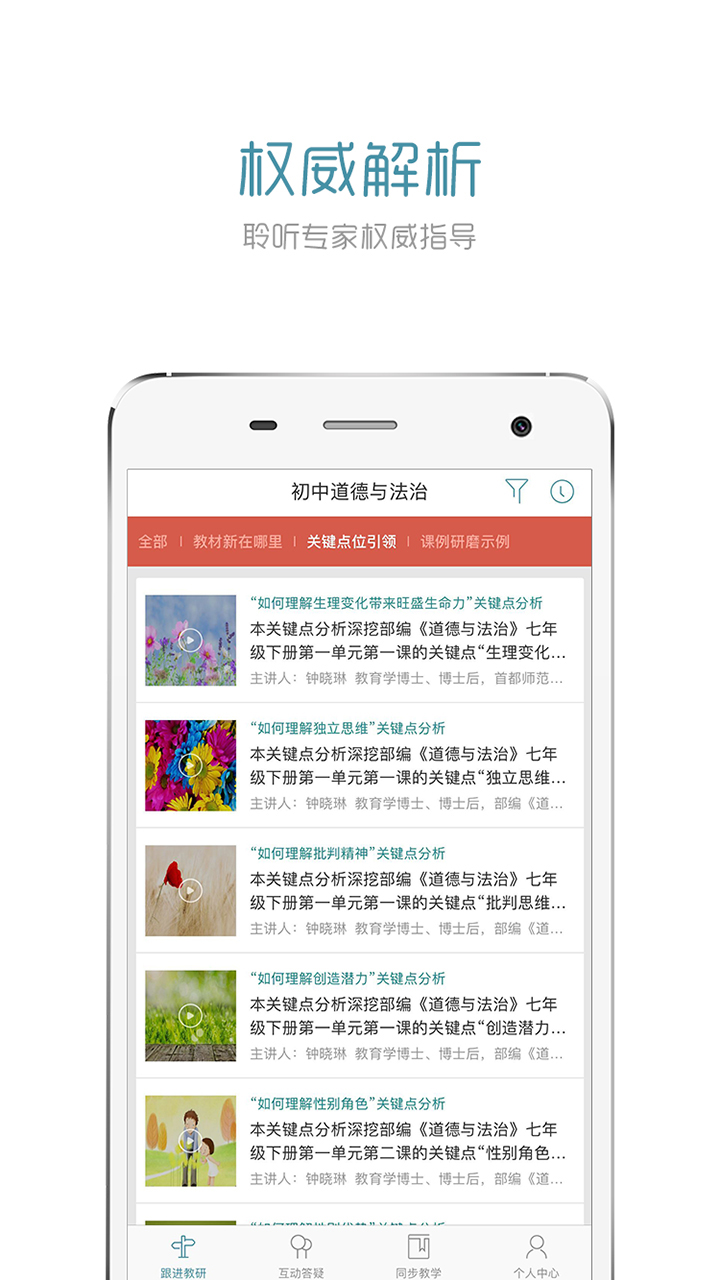 权威解析
聆听专家权威指导
初中道德与法治
全部 | 教材新在哪里 | 关键点位引领 | 课例研磨示例
“如何理解生理变化带来旺盛生命力”关键点分析
本关键点分析深挖部编《道德与法治》七年
级下册第一单元第一课的关键点“生理变化...
主讲人：钟晓琳 教育学博士、博士后，首都师范...
“如何理解独立思维”关键点分析
本关键点分析深挖部编《道德与法治》七年
级下册第一单元第一课的关键点“独立思维...
主讲人：钟晓琳 教育学博士、博士后，部编《道...
“如何理解批判精神”关键点分析
本关键点分析深挖部编《道德与法治》七年
级下册第一单元第一课的关键点“批判思维...
主讲人：钟晓琳 教育学博士、博士后，部编《道...
“如何理解创造潜力”关键点分析
本关键点分析深挖部编《道德与法治》七年
级下册第一单元第一课的关键点“创造潜力...
主讲人：钟晓琳 教育学博士、博士后，部编《道...
“如何理解性别角色”关键点分析
本关键点分析深挖部编《道德与法治》七年
级下册第一单元第二课的关键点“性别角色...
主讲人：钟晓琳 教育学博士、博士后，部编《道...
跟进教研 互动答疑 同步教学 个人中心